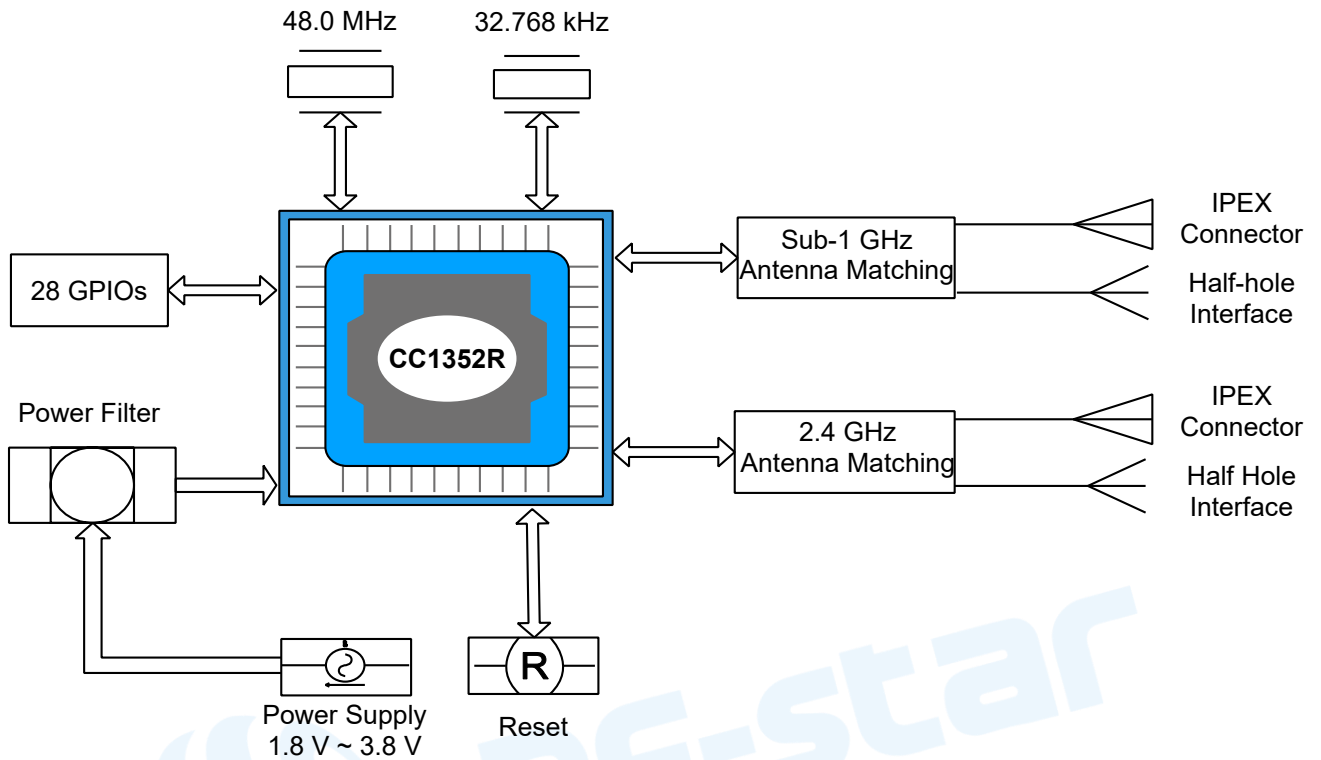 48.0 MHz
32.768 kHz
IPEX
Connector
Sub-1 GHz
Antenna Matching
Half-hole
Interface
28 GPIOs
CC1352R
Power Filter
IPEX
Connector
2.4 GHz
Antenna Matching
Half Hole
Interface
R
Reset
Power Supply
1.8 V ~ 3.8 V
RF-star